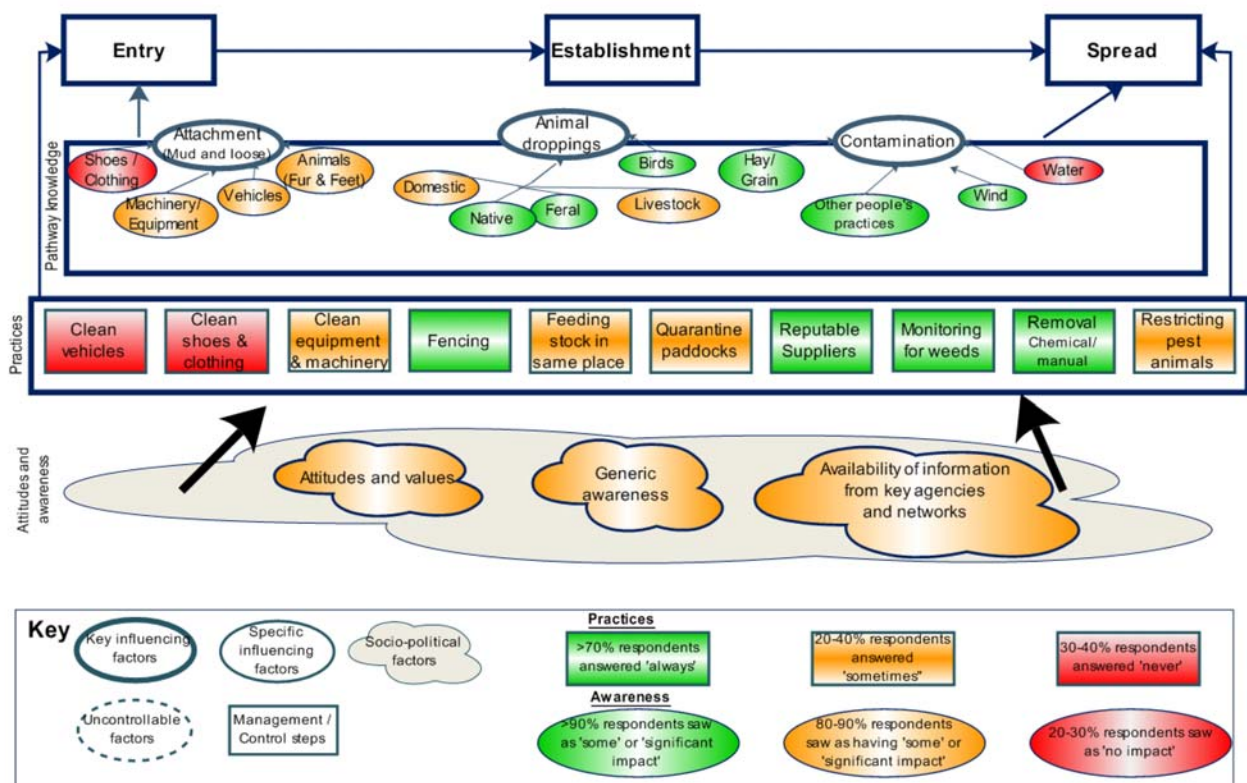 Entry
Establishment
Spread
Pathway knowledge
Attachment
(Mud and loose)
Shoes /
Clothing
Machinery/
Equipment
Vehicles
Animals
(Fur & Feet)
Animal
droppings
Domestic
Native
Feral
Birds
Livestock
Contamination
Hay/
Grain
Other people's
practices
Wind
Water
Practices
Clean
vehicles
Clean
shoes &
clothing
Clean
equipment
& machinery
Fencing
Feeding
stock in
same place
Quarantine
paddocks
Reputable
Suppliers
Monitoring
for weeds
Removal
Chemical/
manual
Restricting
pest
animals
Attitudes and
awareness
Attitudes and values
Generic
awareness
Availability of information
from key agencies
and networks
Key
Key influencing
factors
Specific
influencing
factors
Socio-political
factors
Uncontrollable
factors
Management /
Control steps
Practices
>70% respondents
answered 'always'
20-40% respondents
answered
'sometimes"
30-40% respondents
answered 'never'
Awareness
>90% respondents saw
as 'some' or 'significant
impact'
80-90% respondents
saw as having 'some' or
'significant impact'
20-30% respondents saw
as 'no impact'